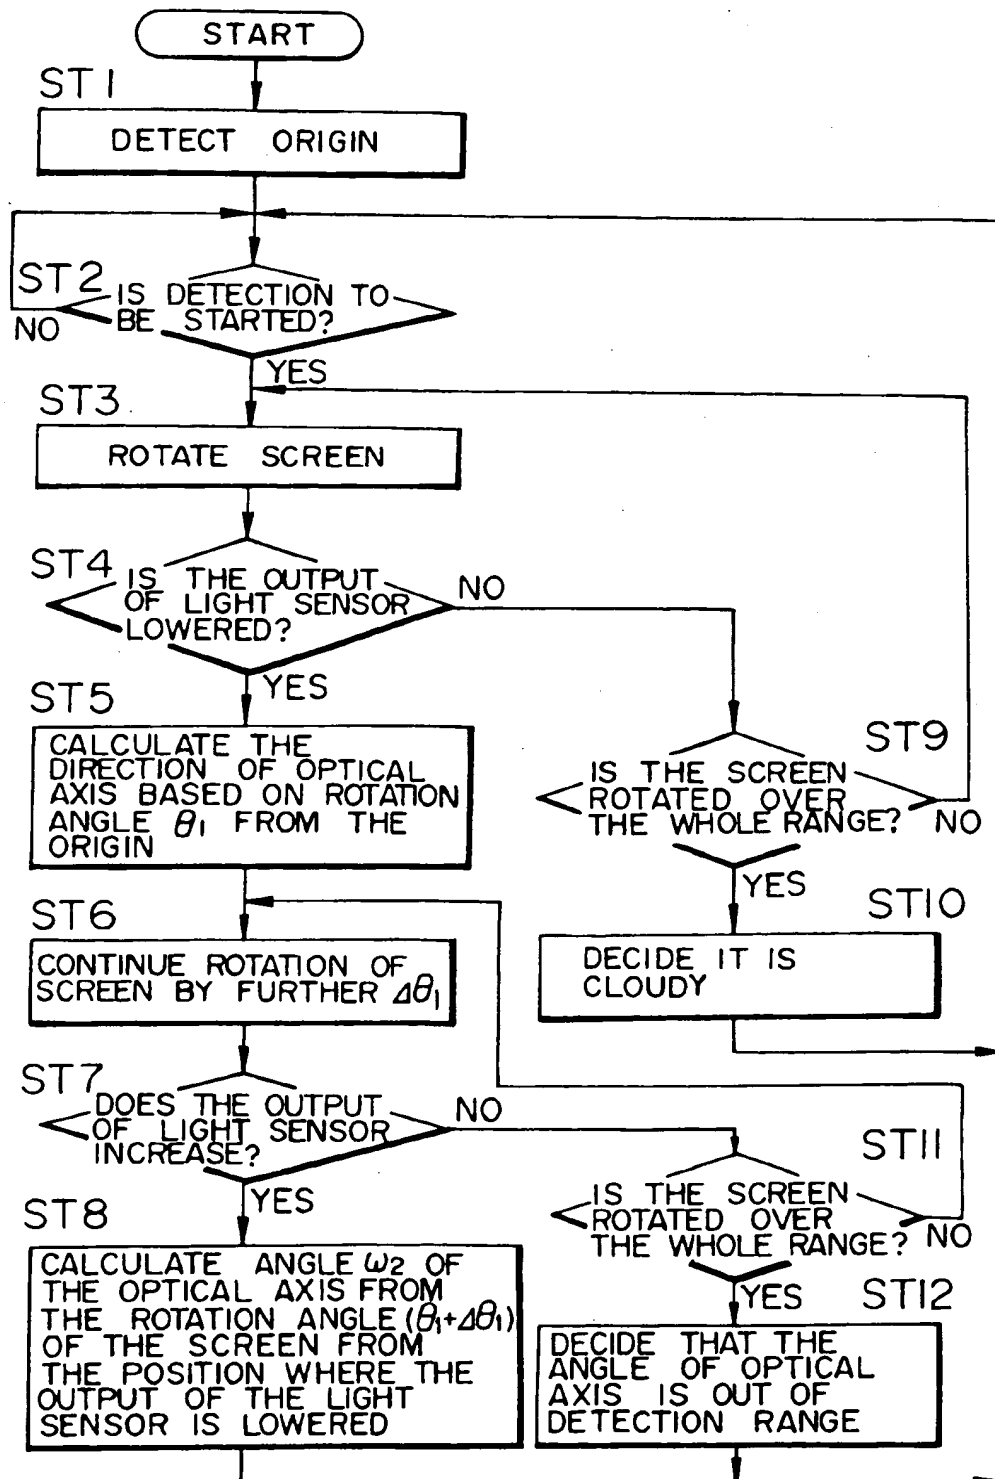 START
ST1
DETECT ORIGIN
ST2
IS DETECTION TO
BE STARTED?
NO
YES
ST3
ROTATE SCREEN
ST4
IS THE OUTPUT
OF LIGHT SENSOR
LOWERED?
NO
YES
ST5
CALCULATE THE
DIRECTION OF OPTICAL
AXIS BASED ON ROTATION
ANGLE θ1 FROM THE
ORIGIN
ST9
IS THE SCREEN
ROTATED OVER
THE WHOLE RANGE?
NO
YES
ST10
DECIDE IT IS
CLOUDY
ST6
CONTINUE ROTATION OF
SCREEN BY FURTHER Δθ1
ST7
DOES THE OUTPUT
OF LIGHT SENSOR
INCREASE?
NO
YES
ST11
IS THE SCREEN
ROTATED OVER
THE WHOLE RANGE?
NO
YES
ST8
CALCULATE ANGLE ω2 OF
THE OPTICAL AXIS FROM
THE ROTATION ANGLE (θ1+Δθ1)
OF THE SCREEN FROM
THE POSITION WHERE THE
OUTPUT OF THE LIGHT
SENSOR IS LOWERED
ST12
DECIDE THAT THE
ANGLE OF OPTICAL
AXIS IS OUT OF
DETECTION RANGE